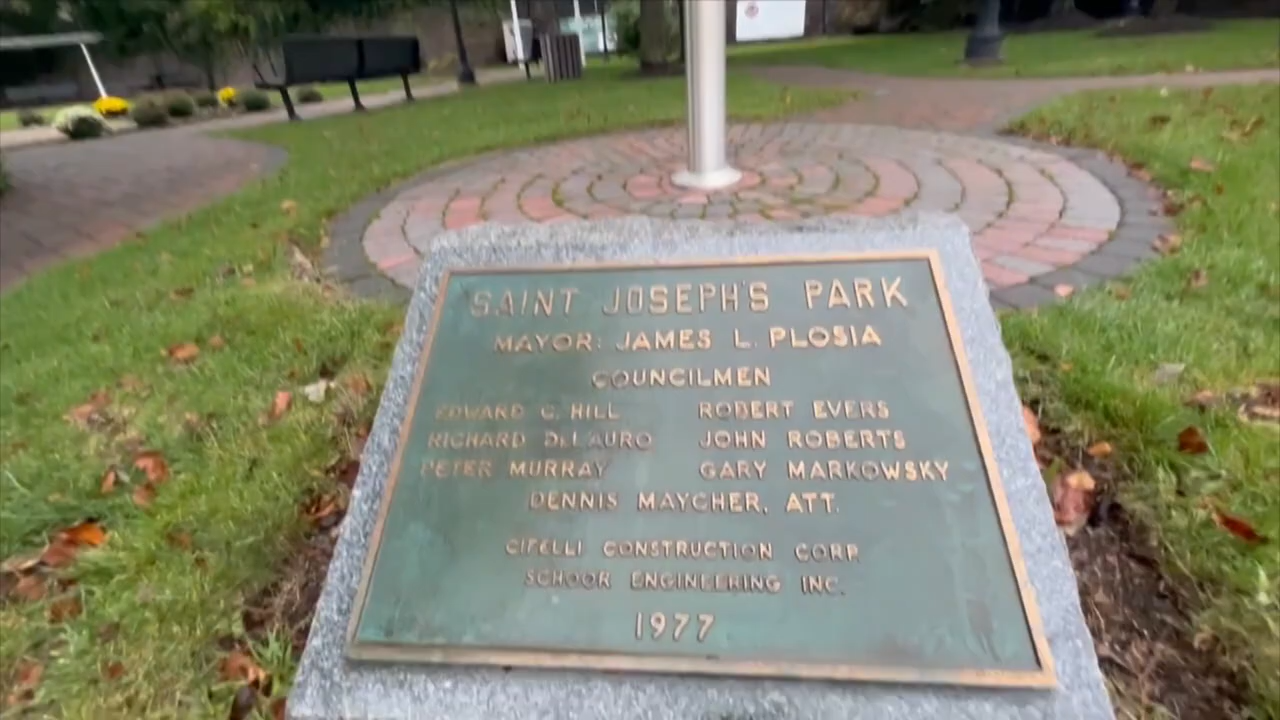 SAINT JOSEPH'S PARK
MAYOR: JAMES L. PLOSIA
COUNCILMEN
EDWARD C. HILL ROBERT EVERS
RICHARD DELAURO JOHN ROBERTS
PETER MURRAY GARY MARKOWSKY
DENNIS MAYCHER, ATT.
CIFELLI CONSTRUCTION CORP.
SCHOOR ENGINEERING INC.
1977